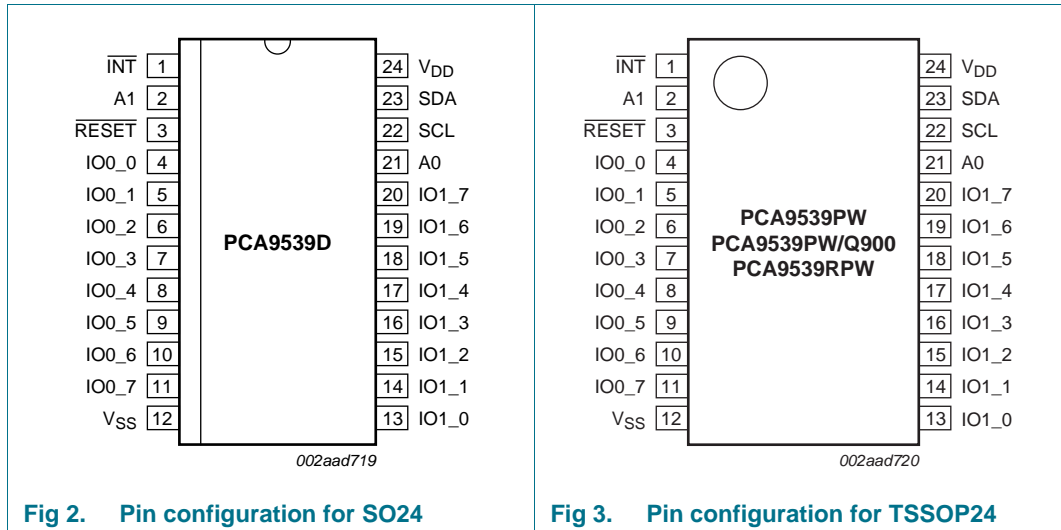 INT 1
A1 2
RESET 3
IO0_0 4
IO0_1 5
IO0_2 6
IO0_3 7
IO0_4 8
IO0_5 9
IO0_6 10
IO0_7 11
VSS 12
PCA9539D
24 VDD
23 SDA
22 SCL
21 A0
20 IO1_7
19 IO1_6
18 IO1_5
17 IO1_4
16 IO1_3
15 IO1_2
14 IO1_1
13 IO1_0
002aad719
Fig 2. Pin configuration for SO24
INT 1
A1 2
RESET 3
IO0_0 4
IO0_1 5
IO0_2 6
IO0_3 7
IO0_4 8
IO0_5 9
IO0_6 10
IO0_7 11
VSS 12
PCA9539PW
PCA9539PW/Q900
PCA9539RPW
24 VDD
23 SDA
22 SCL
21 A0
20 IO1_7
19 IO1_6
18 IO1_5
17 IO1_4
16 IO1_3
15 IO1_2
14 IO1_1
13 IO1_0
002aad720
Fig 3. Pin configuration for TSSOP24